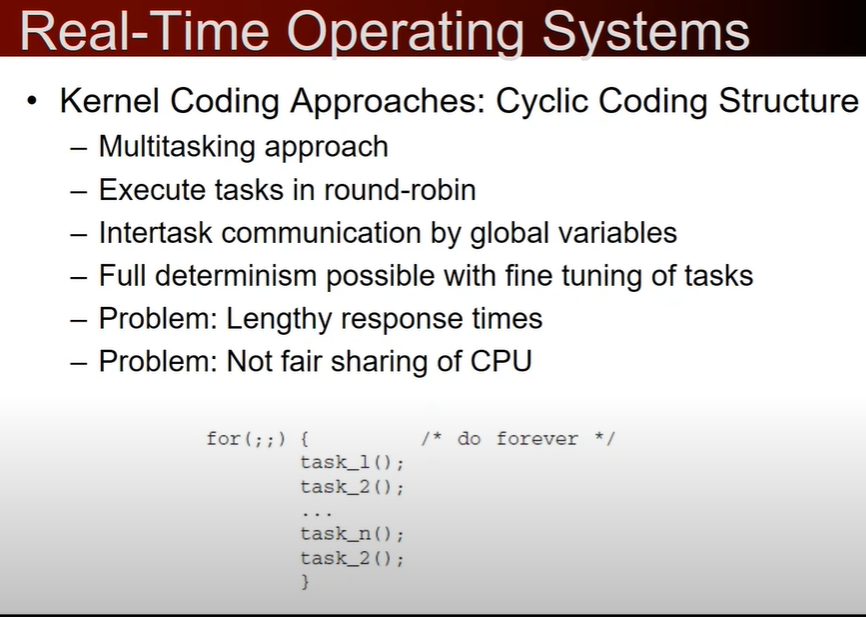 Real-Time Operating Systems
• Kernel Coding Approaches: Cyclic Coding Structure
– Multitasking approach
– Execute tasks in round-robin
– Intertask communication by global variables
– Full determinism possible with fine tuning of tasks
– Problem: Lengthy response times
– Problem: Not fair sharing of CPU
for(;;) { /* do forever */
task_1();
task_2();
...
task_n();
task_2();
}